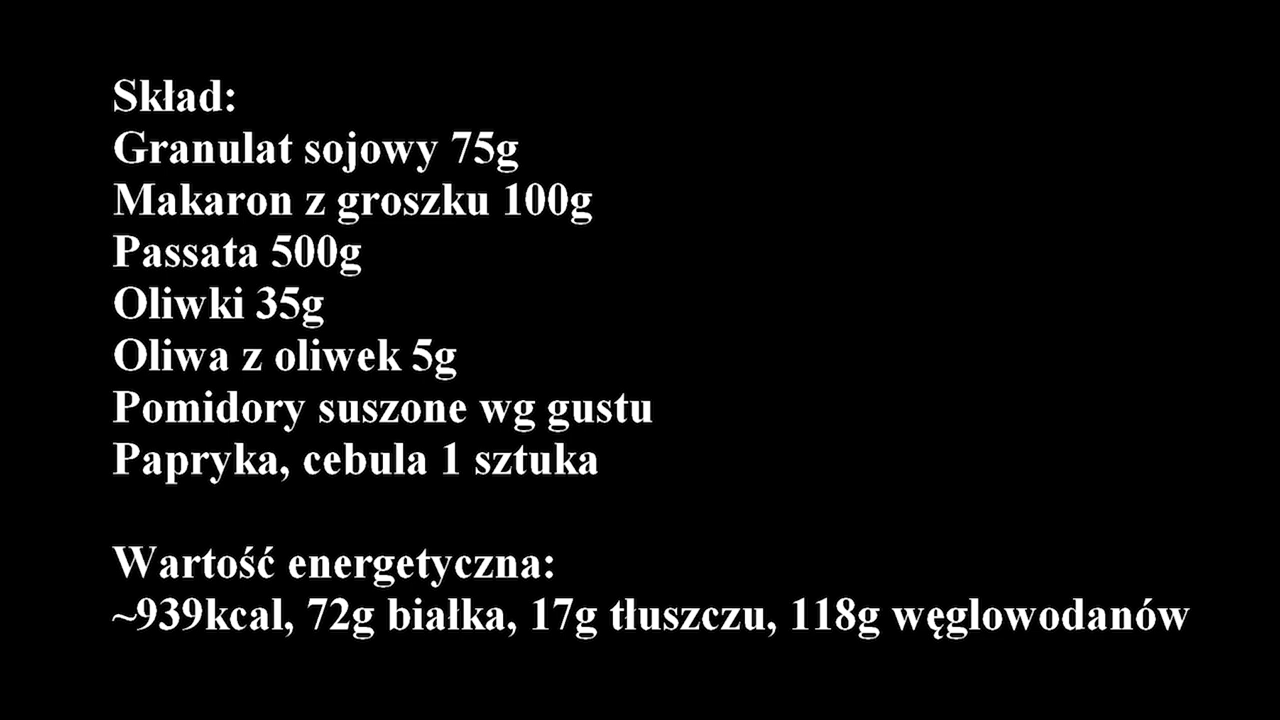 Skład:
Granulat sojowy 75g
Makaron z groszku 100g
Passata 500g
Oliwki 35g
Oliwa z oliwek 5g
Pomidory suszone wg gustu
Papryka, cebula 1 sztuka
Wartość energetyczna:
~939kcal, 72g białka, 17g tłuszczu, 118g węglowodanów